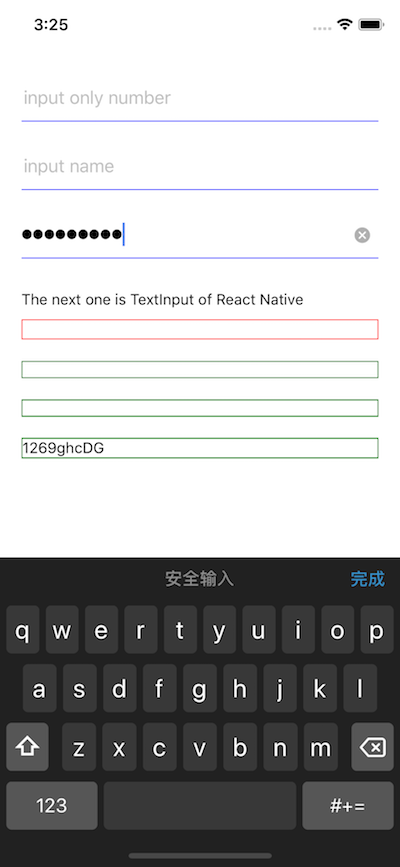 3:25
input only number
input name
●●●●●●●●●
The next one is TextInput of React Native
1269ghcDG
安全输入 完成
q w e r t y u i o p
a s d f g h j k l
z x c v b n m
123 #+=